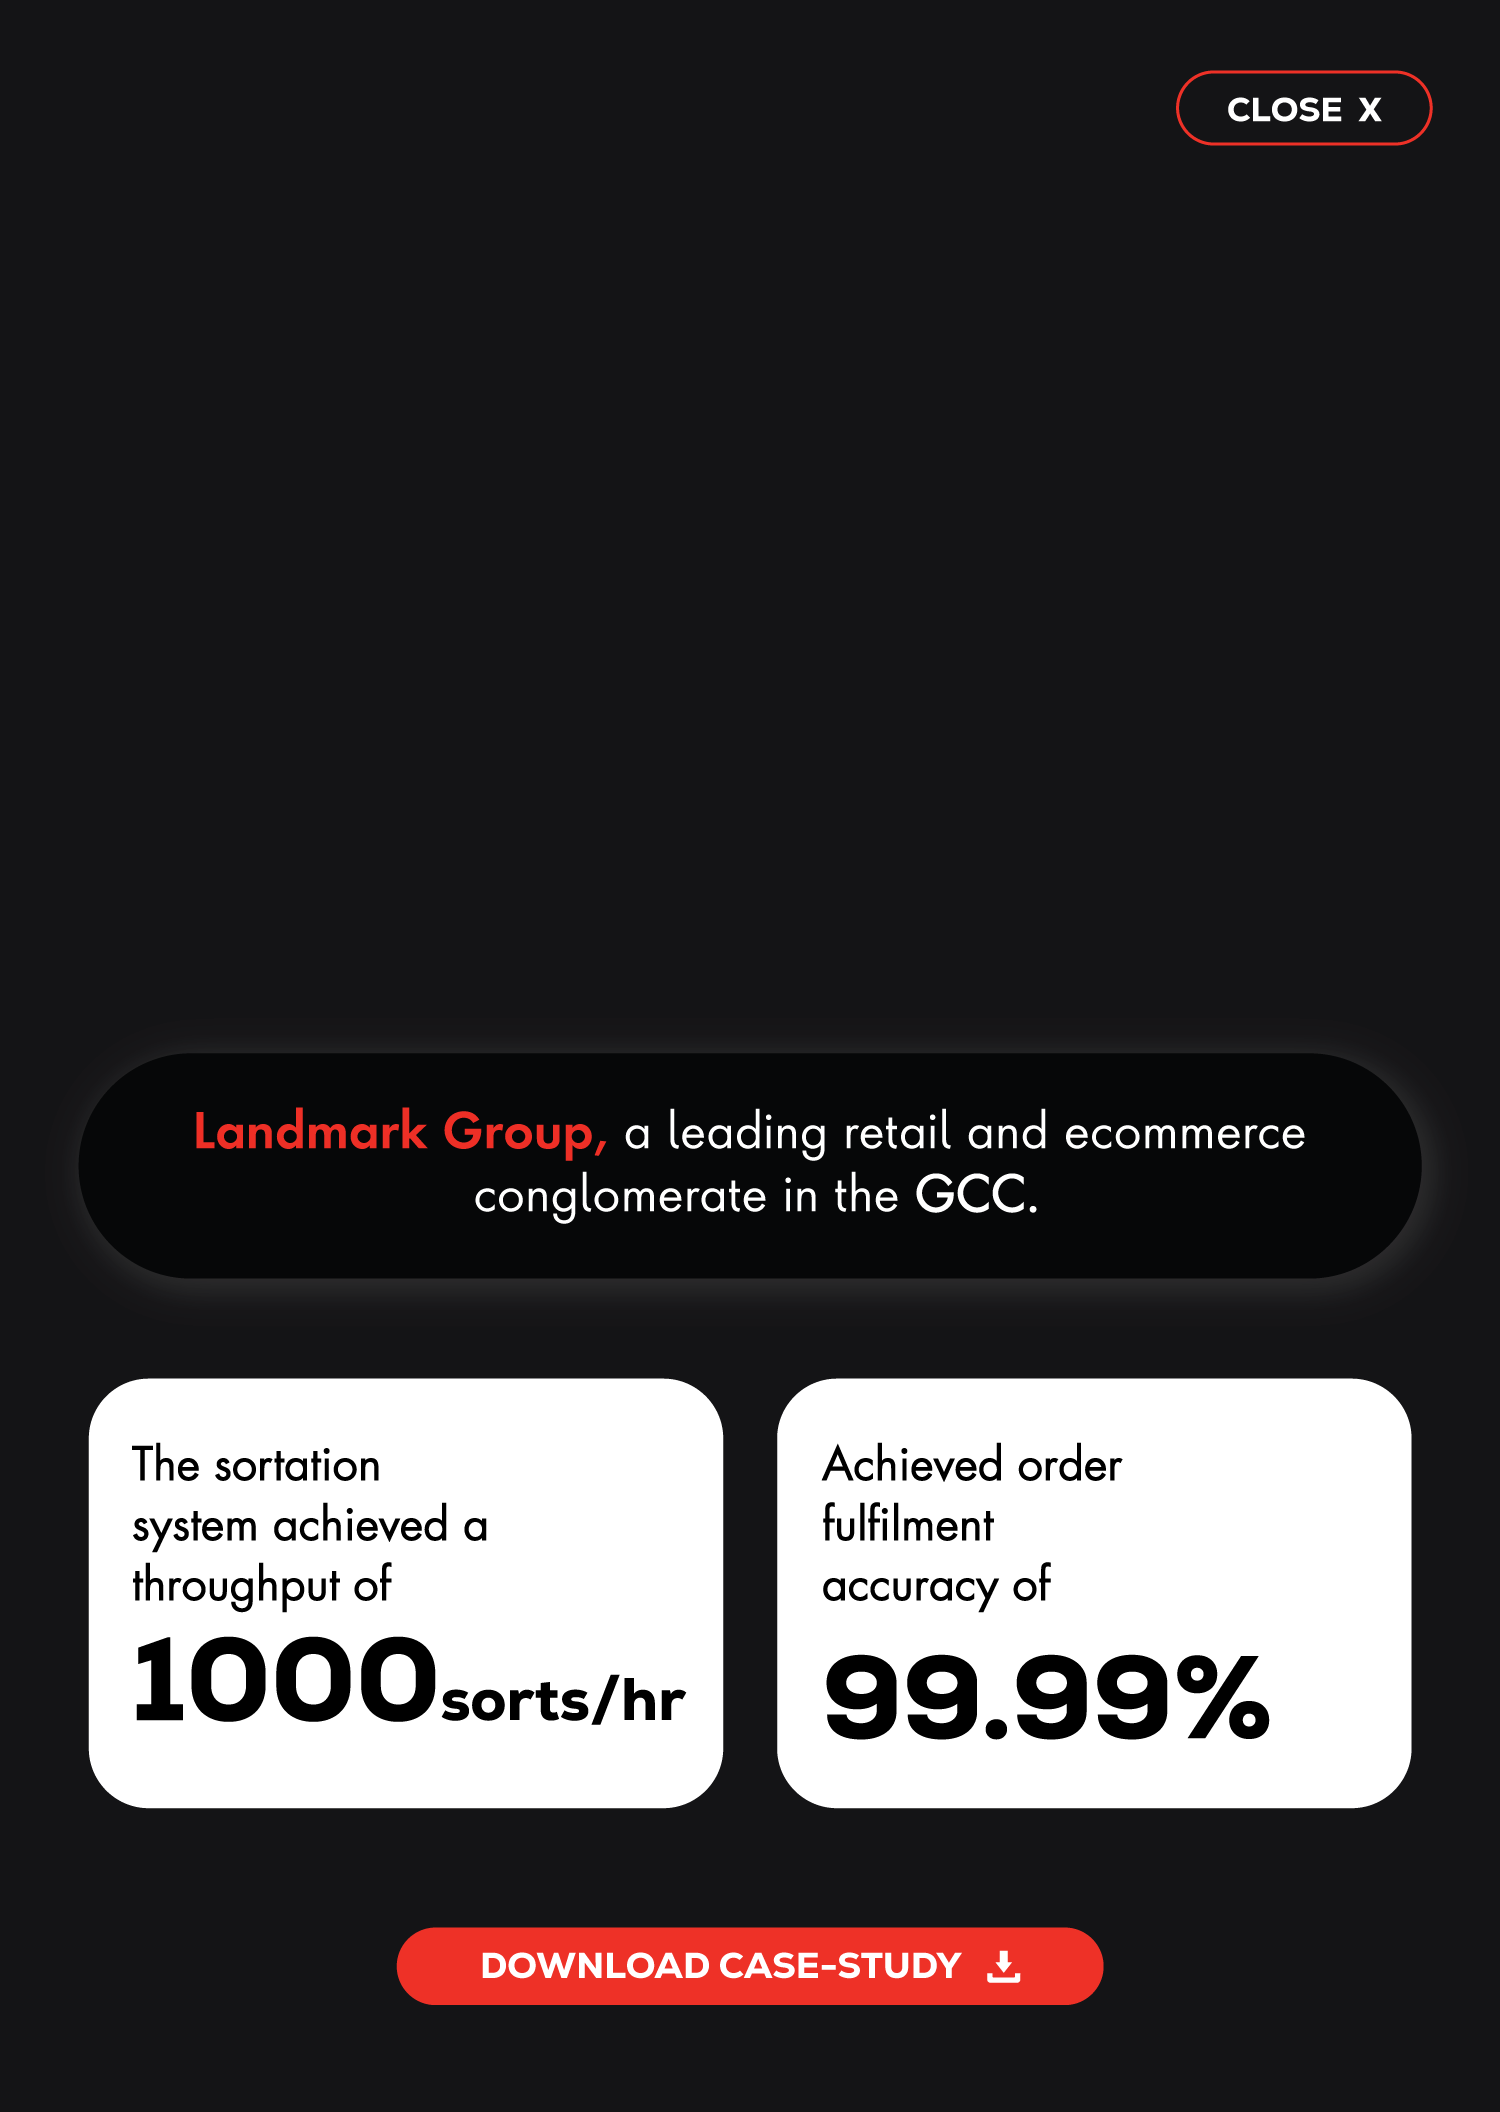 CLOSE X
Landmark Group, a leading retail and ecommerce
conglomerate in the GCC.
The sortation
system achieved a
throughput of
1000sorts/hr
Achieved order
fulfilment
accuracy of
99.99%
DOWNLOAD CASE-STUDY